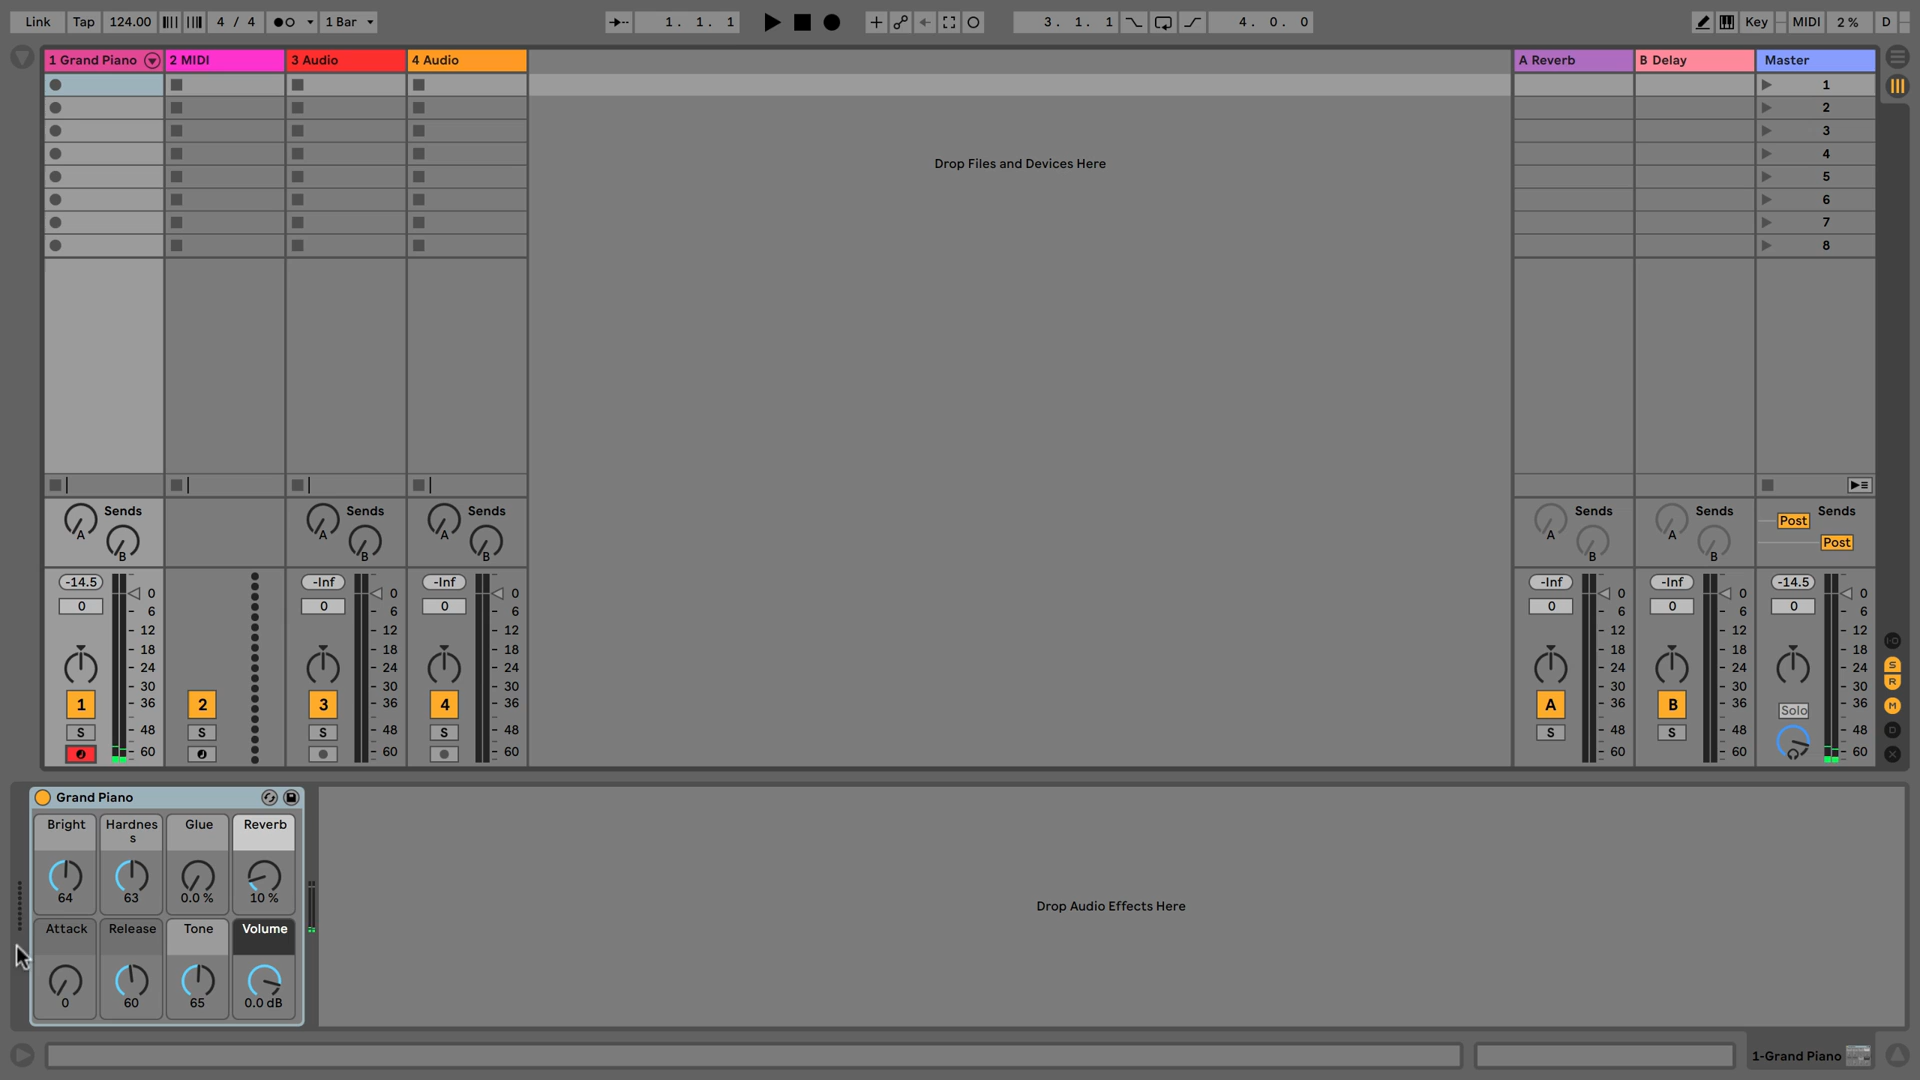 Link Tap 124.00 4 / 4 1 Bar 1. 1. 1 3. 1. 1 4. 0. 0 Key MIDI 2 % D
1 Grand Piano 2 MIDI 3 Audio 4 Audio A Reverb B Delay Master
1
2
3
Drop Files and Devices Here
4
5
6
7
8
Sends Sends Sends Sends Sends Sends
A B A B A B A B A B Post Post
-14.5 -Inf -Inf -Inf -Inf -14.5
0 0 0 0 0 0
0 0 0 0 0 0
6 6 6 6 6 6
12 12 12 12 12 12
18 18 18 18 18 18
24 24 24 24 24 24
30 30 30 30 30 30
36 36 36 36 36 36
1 2 3 4 A B Solo
48 48 48 48 48 48
S S S S S S
60 60 60 60 60 60
I·O
S
R
M
D
X
Grand Piano
Bright Hardnes
s Glue Reverb
64 63 0.0 % 10 %
Drop Audio Effects Here
Attack Release Tone Volume
0 60 65 0.0 dB
1-Grand Piano